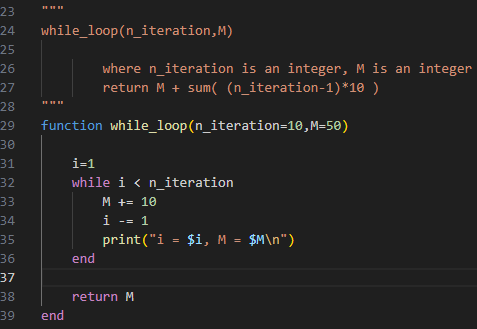 23 """
24 while_loop(n_iteration,M)
25
26         where n_iteration is an integer, M is an integer
27         return M + sum( (n_iteration-1)*10 )
28 """
29 function while_loop(n_iteration=10,M=50)
30
31     i=1
32     while i < n_iteration
33         M += 10
34         i -= 1
35         print("i = $i, M = $M\n")
36     end
37
38     return M
39 end